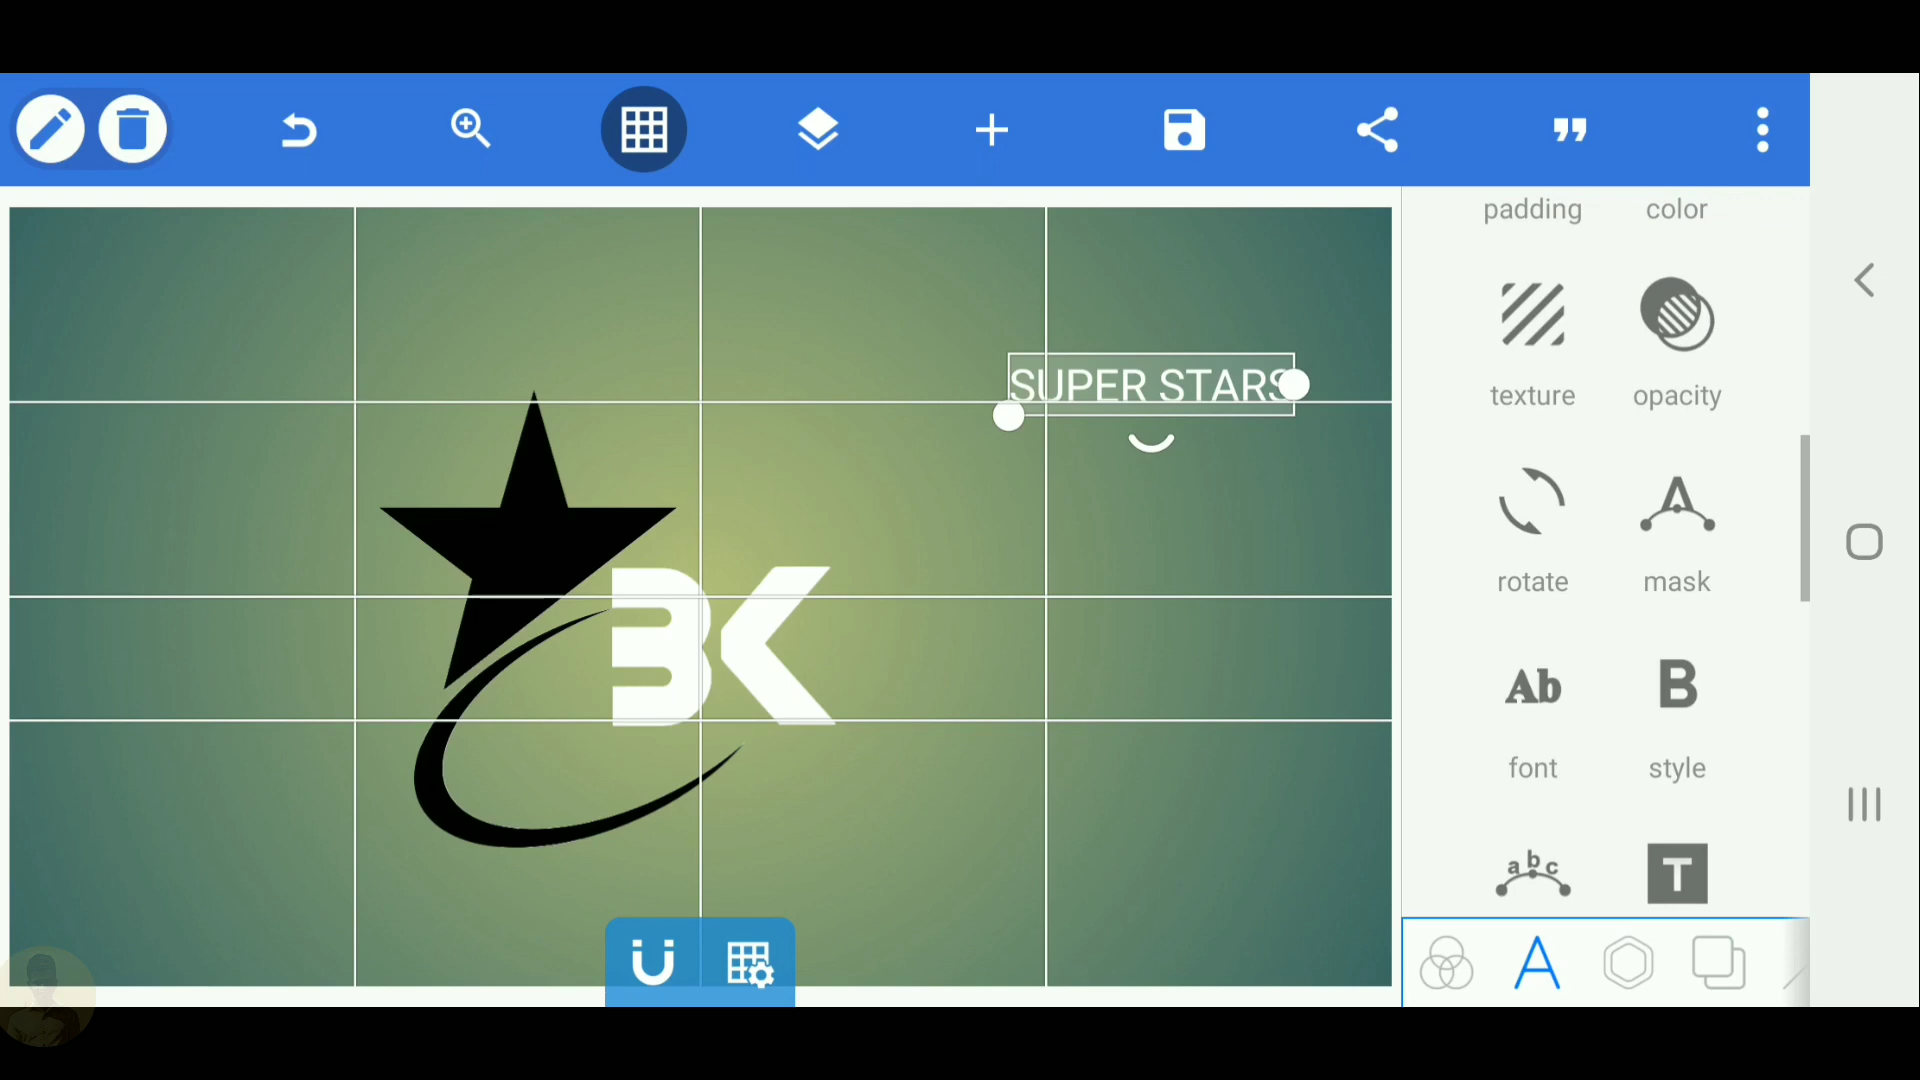 padding color
SUPER STARS
texture opacity
rotate mask
BK
Ab B
font style
abc T
A